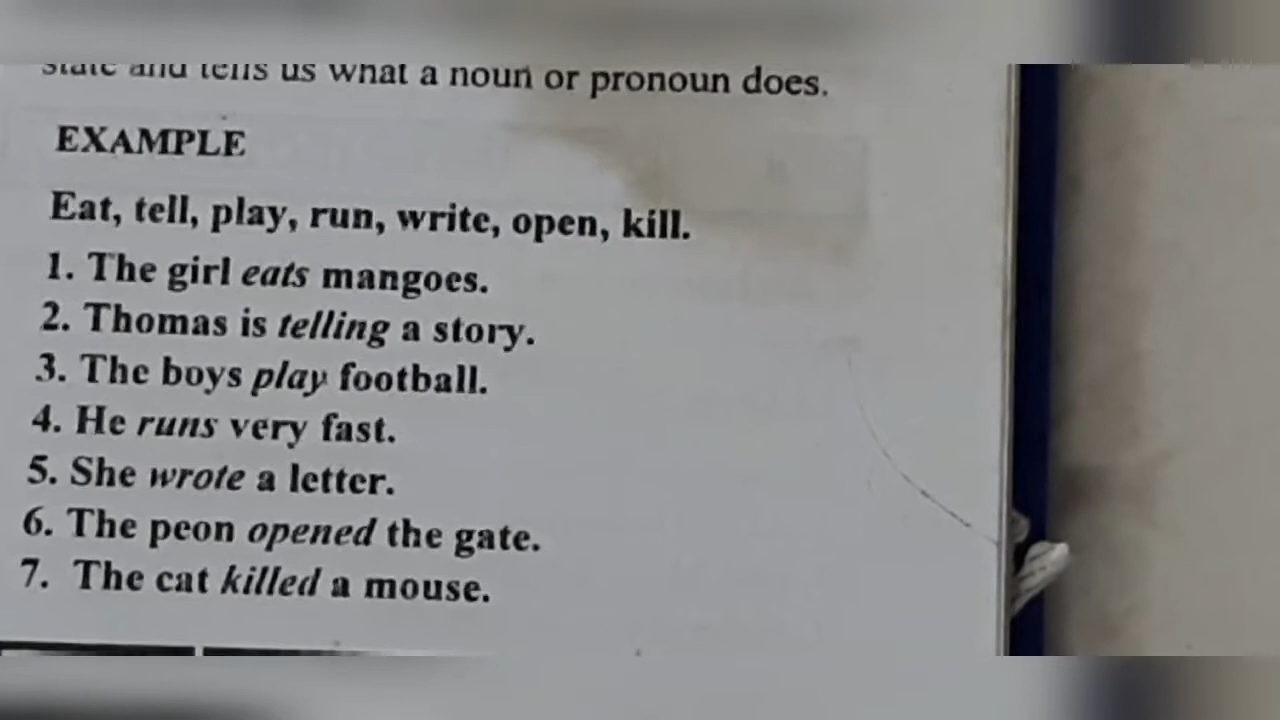 state and tells us what a noun or pronoun does.
EXAMPLE
Eat, tell, play, run, write, open, kill.
1. The girl eats mangoes.
2. Thomas is telling a story.
3. The boys play football.
4. He runs very fast.
5. She wrote a letter.
6. The peon opened the gate.
7. The cat killed a mouse.